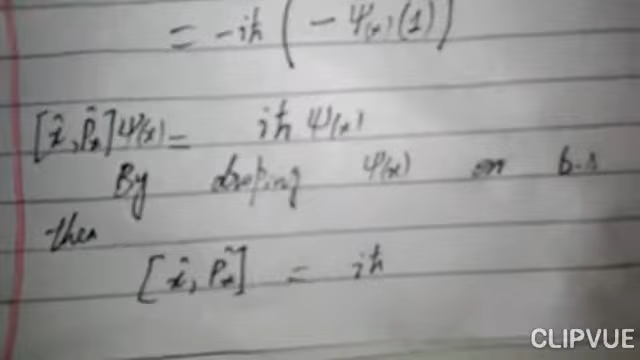 = -iħ ( - Ψ(x) (1) )
[x̂, P̂x] Ψ(x) = iħ Ψ(x)
By droping Ψ(x) on b.s
then
[x̂, P̂x] = iħ
CLIPVUE